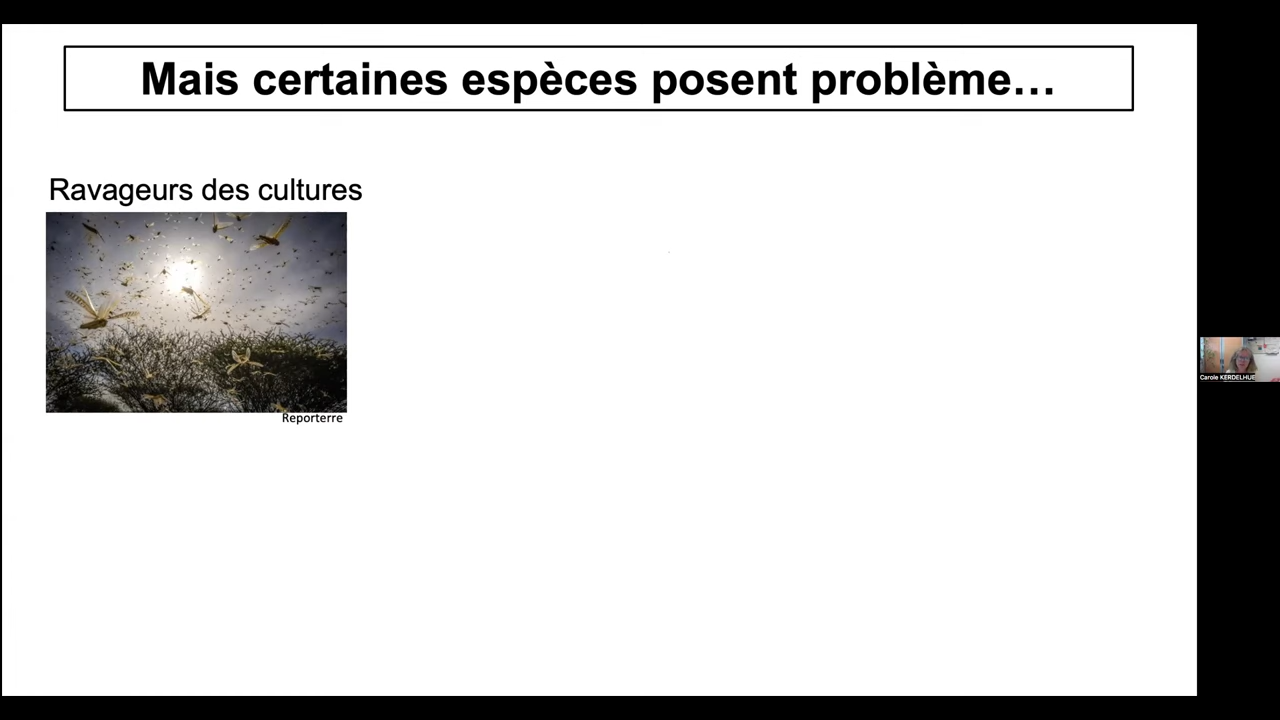 Mais certaines espèces posent problème…
Ravageurs des cultures
Reporterre
Carole KERDELHUE